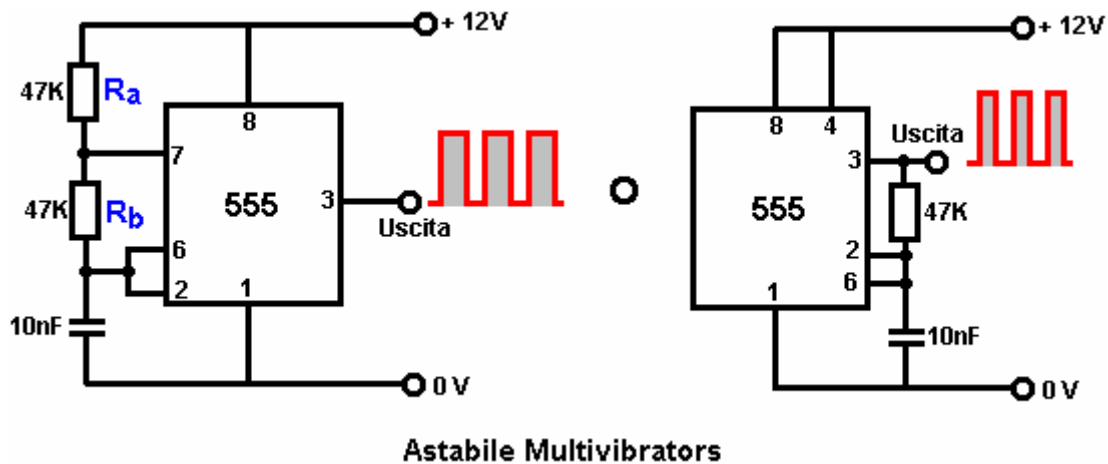 + 12V
47K
Ra
8
7
47K
Rb
555
3
Uscita
6
2
1
10nF
0 V
+ 12V
8
4
Uscita
3
555
47K
2
6
1
10nF
0 V
Astabile Multivibrators